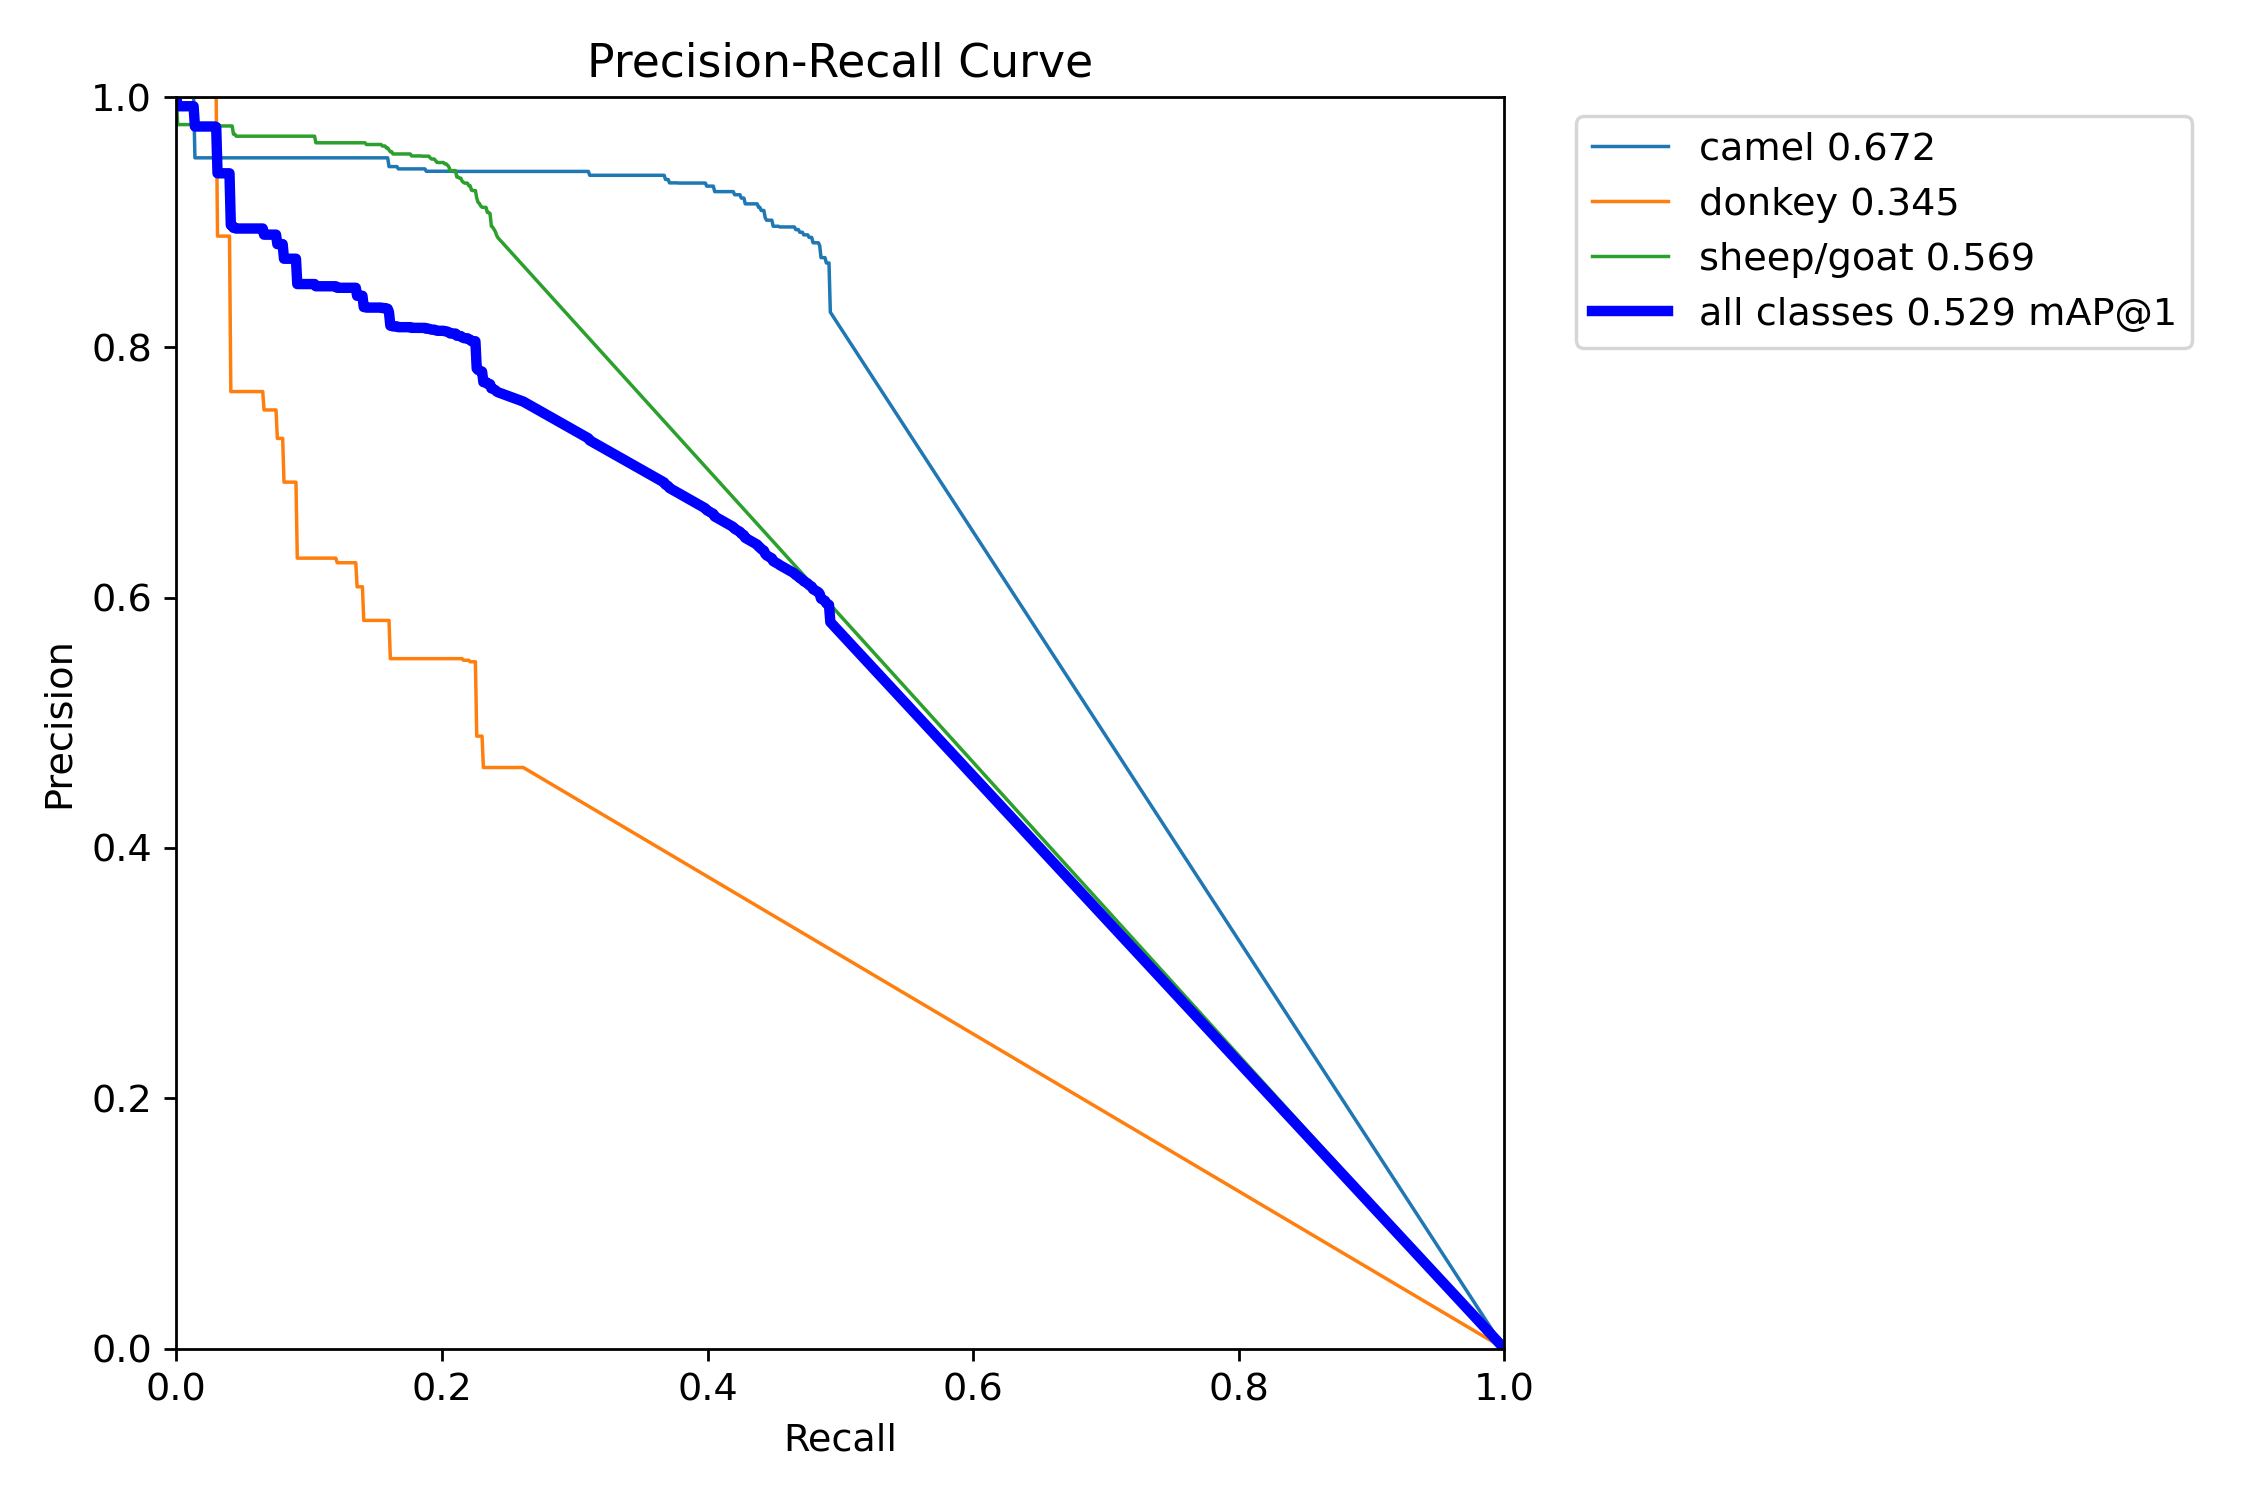 Precision-Recall Curve
1.0
0.8
0.6
0.4
0.2
0.0
Precision
0.0 0.2 0.4 0.6 0.8 1.0
Recall
camel 0.672
donkey 0.345
sheep/goat 0.569
all classes 0.529 mAP@1